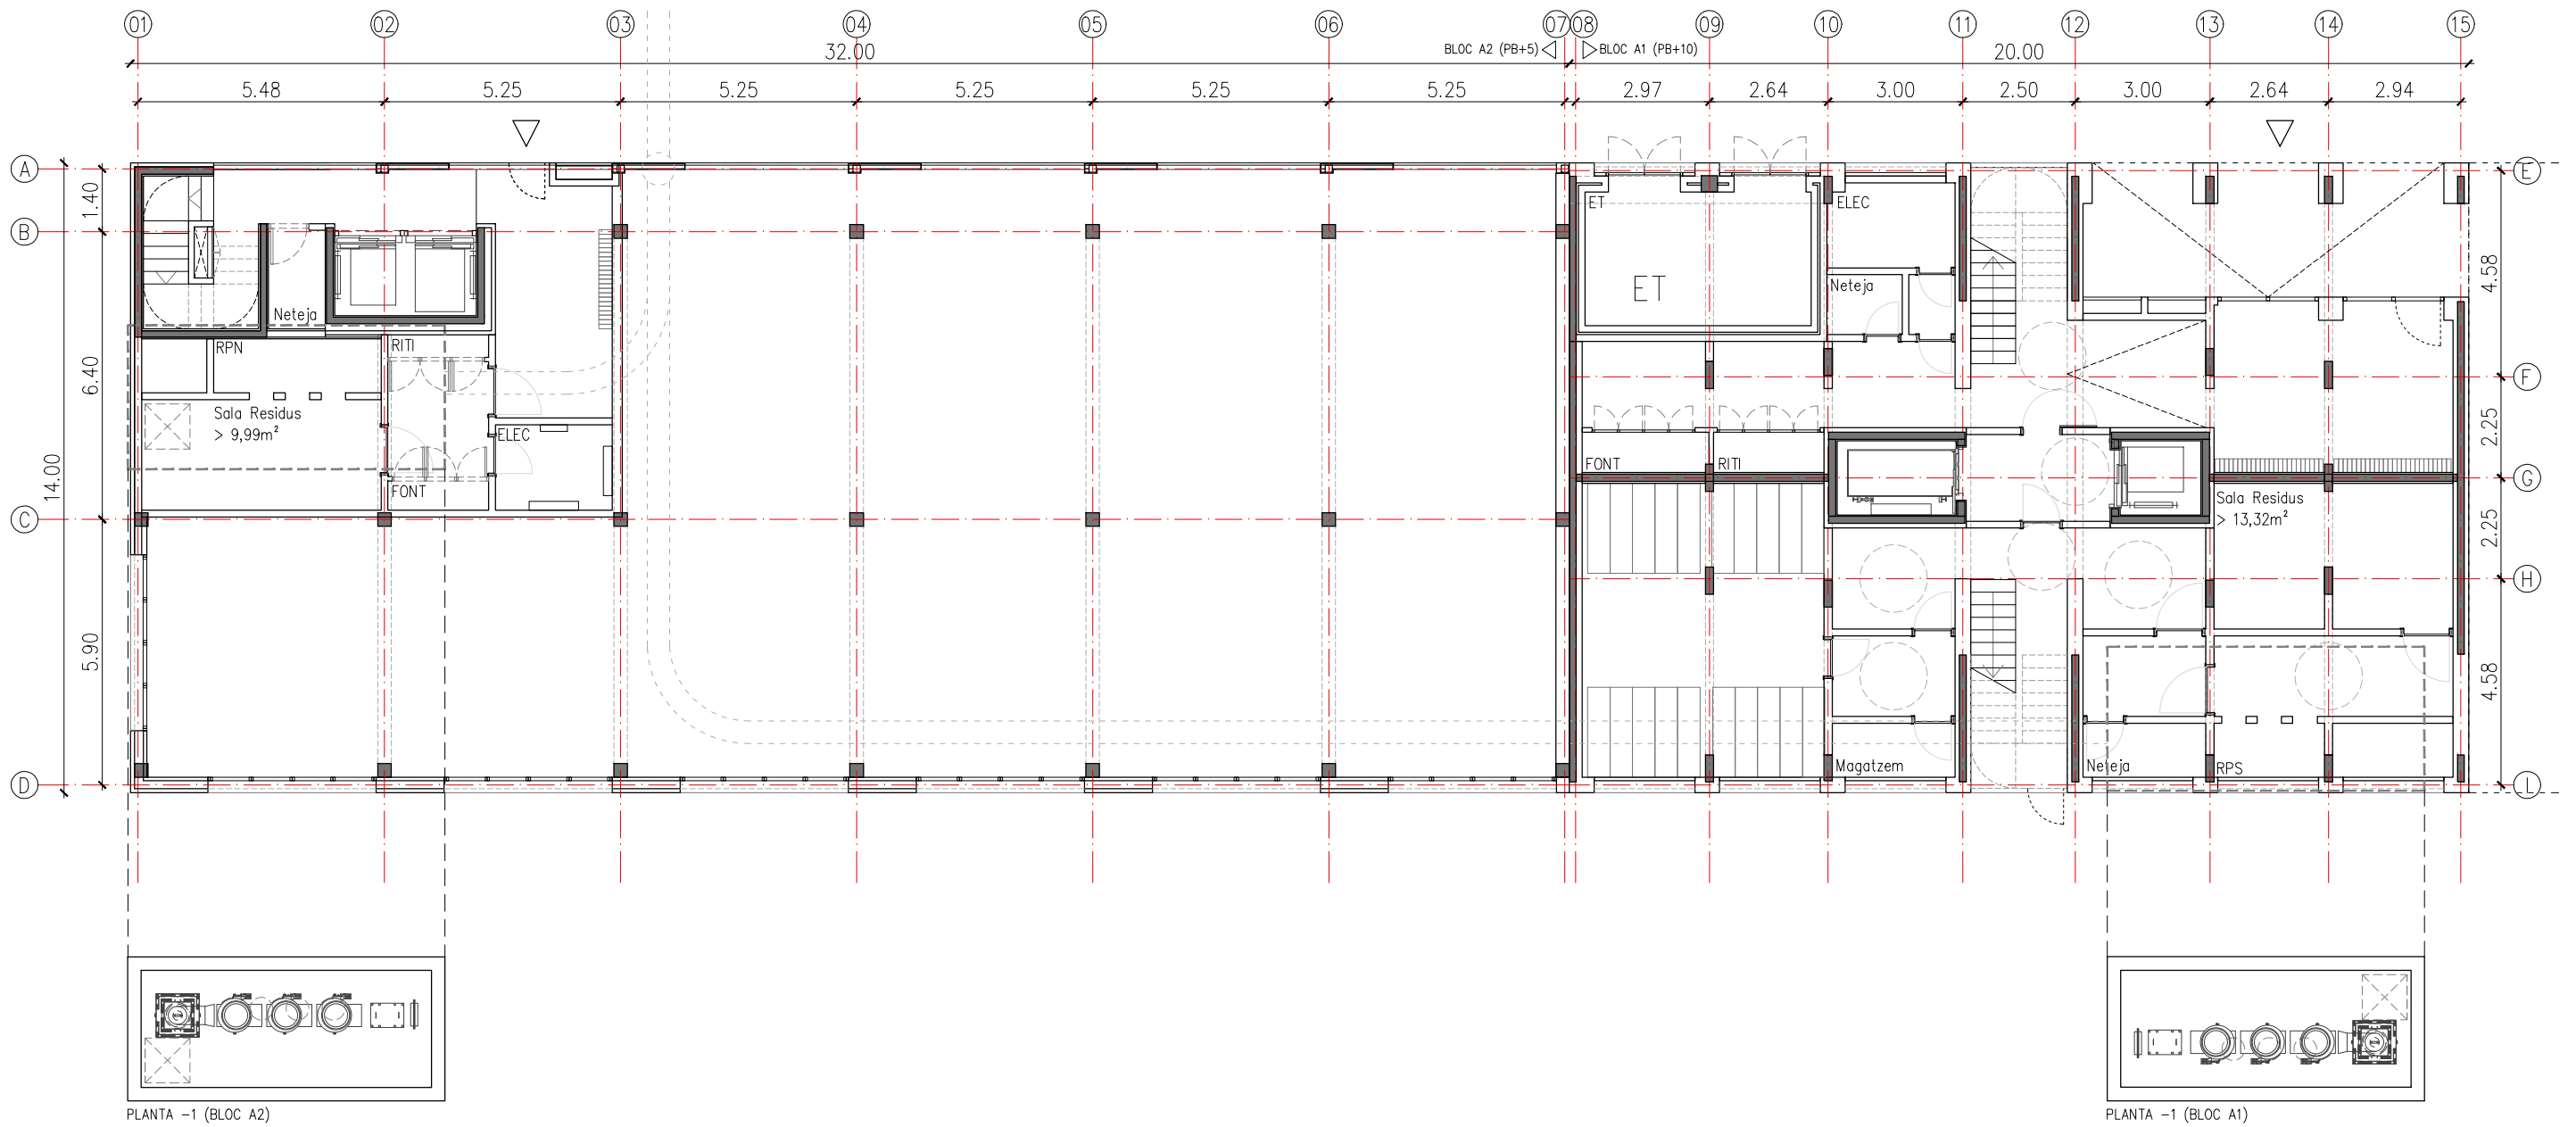 01 02 03 04 05 06 07 08 09 10 11 12 13 14 15
32.00
BLOC A2 (PB+5)
BLOC A1 (PB+10)
20.00
5.48 5.25 5.25 5.25 5.25 5.25 2.97 2.64 3.00 2.50 3.00 2.64 2.94
A
E
1.40
ET
ELEC
B
4.58
ET
Neteja
Neteja
RPN
RITI
6.40
F
Sala Residus
> 9,99m²
2.25
ELEC
14.00
FONT
RITI
G
FONT
Sala Residus
> 13,32m²
C
2.25
H
5.90
4.58
Magatzem
Neteja
RPS
D
L
PLANTA -1 (BLOC A2)
PLANTA -1 (BLOC A1)